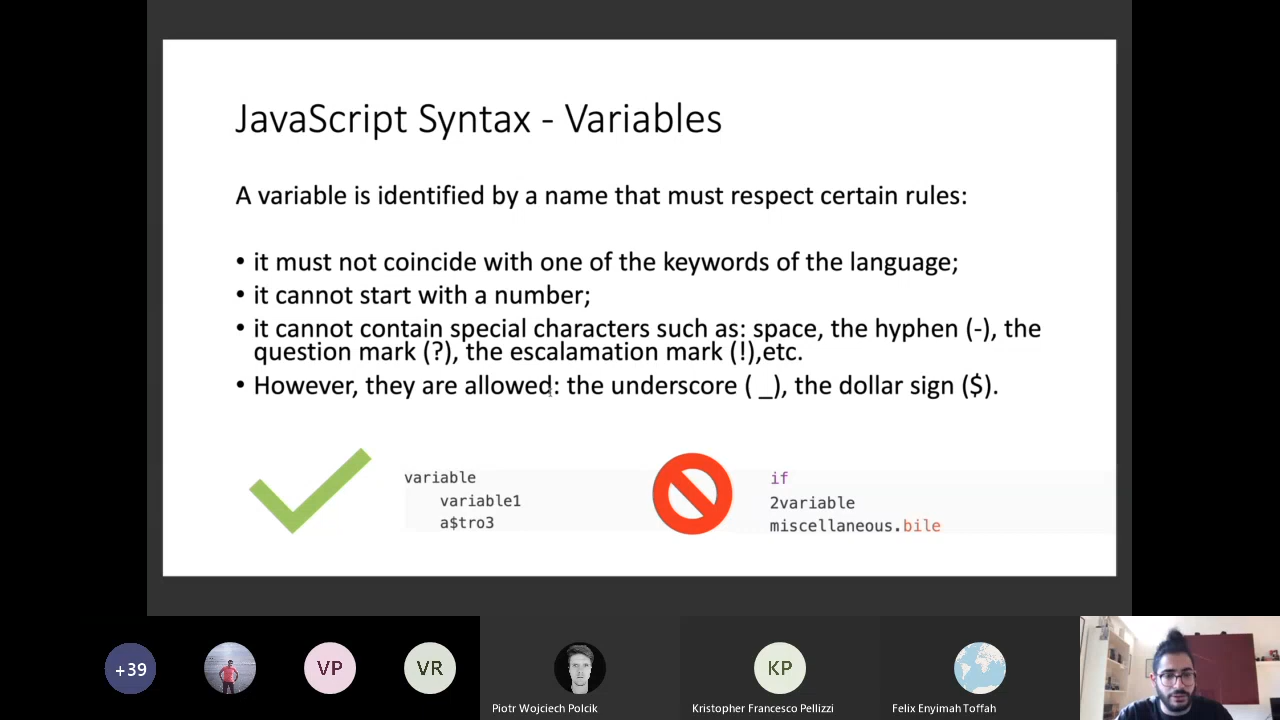 JavaScript Syntax - Variables
A variable is identified by a name that must respect certain rules:
• it must not coincide with one of the keywords of the language;
• it cannot start with a number;
• it cannot contain special characters such as: space, the hyphen (-), the
question mark (?), the escalamation mark (!),etc.
• However, they are allowed: the underscore ( _), the dollar sign ($).
variable
variable1
a$tro3
if
2variable
miscellaneous.bile
+39
VP
VR
KP
Piotr Wojciech Polcik
Kristopher Francesco Pellizzi
Felix Enyimah Toffah